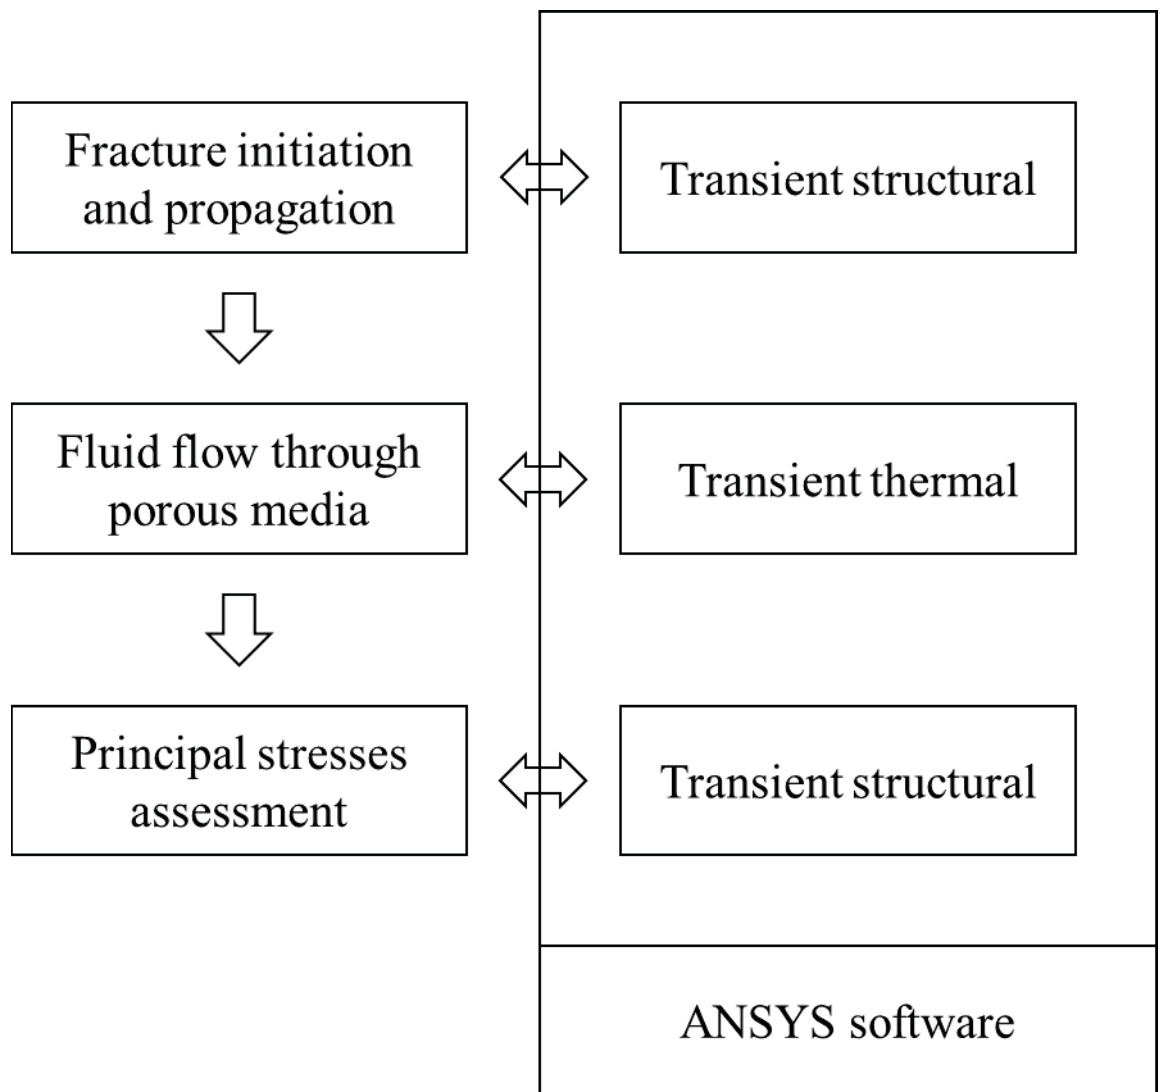 Fracture initiation
and propagation
Transient structural
Fluid flow through
porous media
Transient thermal
Principal stresses
assessment
Transient structural
ANSYS software